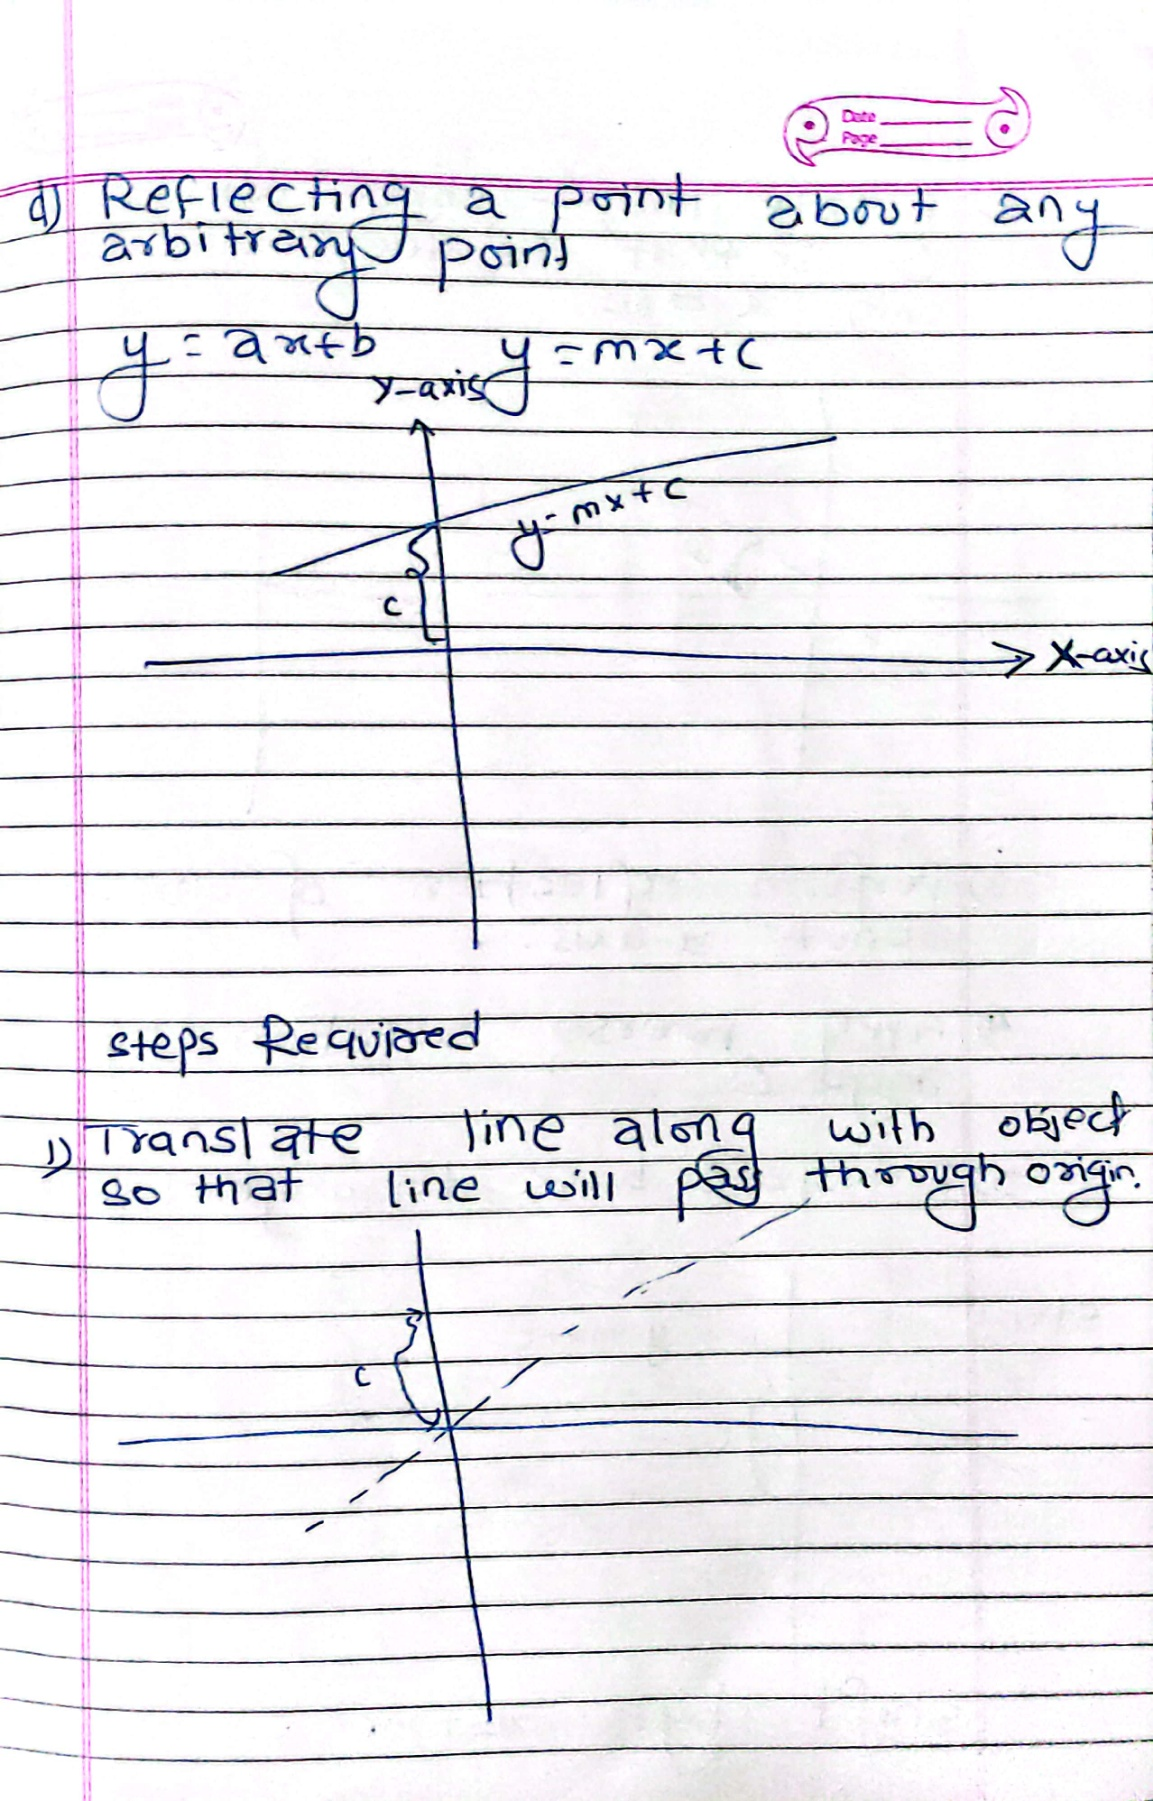 Date
Page
d) Reflecting a point about any
arbitrary point
y = ax+b y = mx+c
y-axis
y= mx+c
c
X-axis
steps Required
1) Translate line along with object
so that line will pass through origin.
c